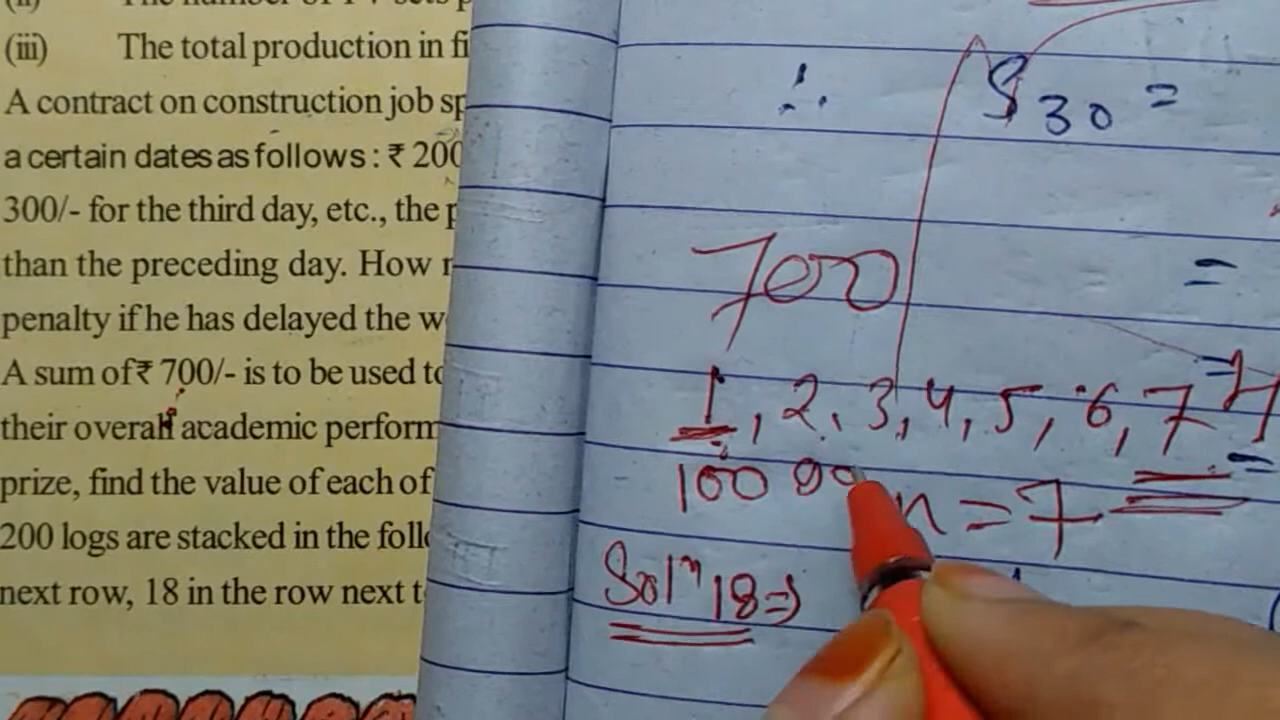 (iii) The total production in fi
A contract on construction job sp
a certain dates as follows : ₹ 200
300/- for the third day, etc., the p
than the preceding day. How
penalty if he has delayed the w
A sum of ₹ 700/- is to be used to
their overall academic perform
prize, find the value of each of
200 logs are stacked in the follo
next row, 18 in the row next t
∴ S30 =
=
700
=
1, 2, 3, 4, 5, 6, 7
=
100
n = 7
Solⁿ 18 ⇒